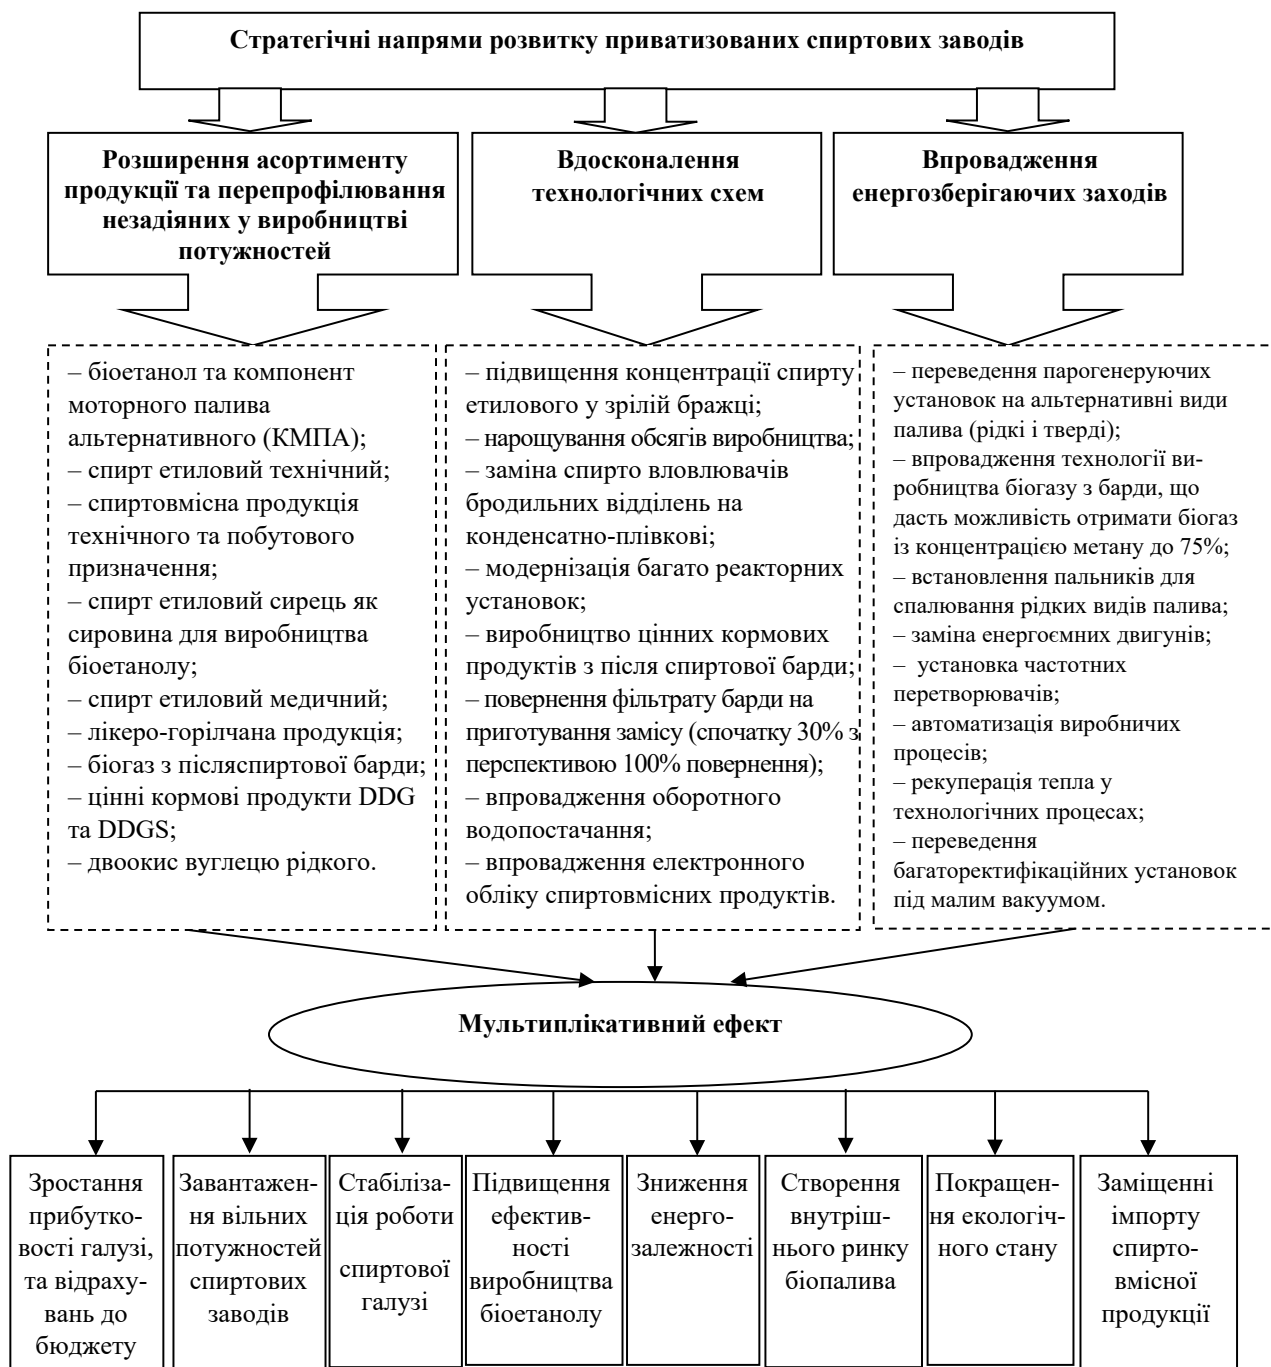 Стратегічні напрями розвитку приватизованих спиртових заводів
Розширення асортименту
продукції та перепрофілювання
незадіяних у виробництві
потужностей
Вдосконалення
технологічних схем
Впровадження
енергозберігаючих заходів
– біоетанол та компонент
моторного палива
альтернативного (КМПА);
– спирт етиловий технічний;
– спиртовмісна продукція
технічного та побутового
призначення;
– спирт етиловий сирець як
сировина для виробництва
біоетанолу;
– спирт етиловий медичний;
– лікеро-горілчана продукція;
– біогаз з післяспиртової барди;
– цінні кормові продукти DDG
та DDGS;
– двоокис вуглецю рідкого.
– підвищення концентрації спирту
етилового у зрілій бражці;
– нарощування обсягів виробництва;
– заміна спирто вловлювачів
бродильних відділень на
конденсатно-плівкові;
– модернізація багато реакторних
установок;
– виробництво цінних кормових
продуктів з після спиртової барди;
– повернення фільтрату барди на
приготування замісу (спочатку 30% з
перспективою 100% повернення);
– впровадження оборотного
водопостачання;
– впровадження електронного
обліку спиртовмісних продуктів.
– переведення парогенеруючих
установок на альтернативні види
палива (рідкі і тверді);
– впровадження технології ви-
робництва біогазу з барди, що
дасть можливість отримати біогаз
із концентрацією метану до 75%;
– встановлення пальників для
спалювання рідких видів палива;
– заміна енергоємних двигунів;
– установка частотних
перетворювачів;
– автоматизація виробничих
процесів;
– рекуперація тепла у
технологічних процесах;
– переведення
багаторектифікаційних установок
під малим вакуумом.
Мультиплікативний ефект
Зростання
прибутко-
вості галузі,
та відраху-
вань до
бюджету
Завантажен-
ня вільних
потужностей
спиртових
заводів
Стабіліза-
ція роботи
спиртової
галузі
Підвищення
ефектив-
ності
виробництва
біоетанолу
Зниження
енерго-
залежності
Створення
внутріш-
нього ринку
біопалива
Покращен-
ня екологіч-
ного стану
Заміщенні
імпорту
спирто-
вмісної
продукції